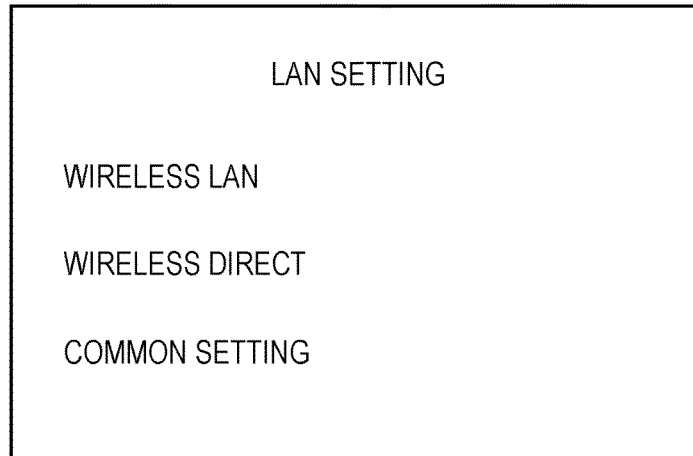 LAN SETTING
WIRELESS LAN
WIRELESS DIRECT
COMMON SETTING